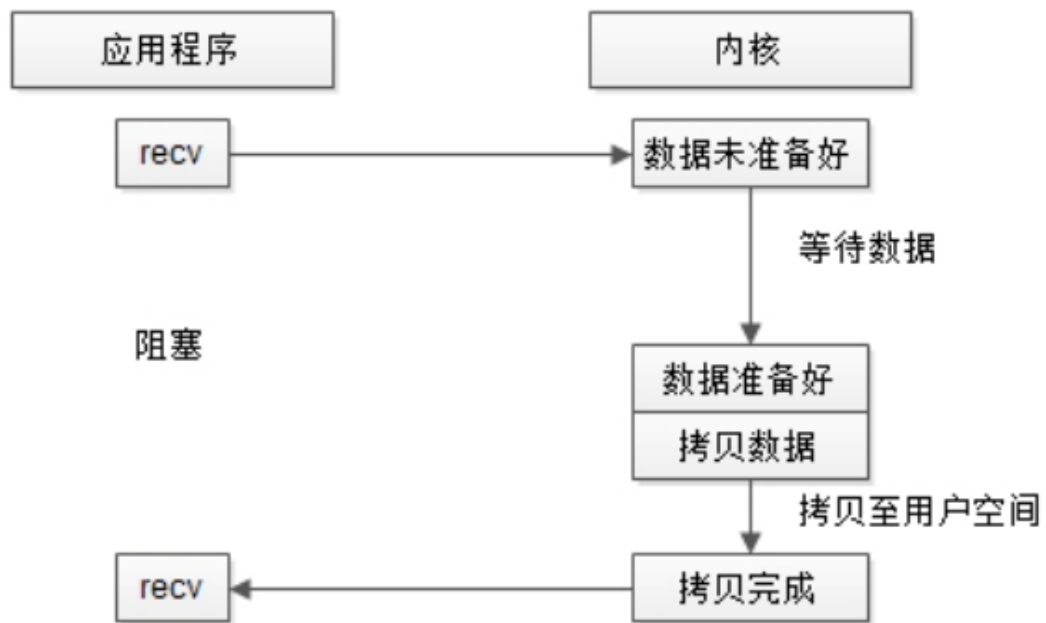 应用程序
内核
recv
数据未准备好
等待数据
阻塞
数据准备好
拷贝数据
拷贝至用户空间
recv
拷贝完成